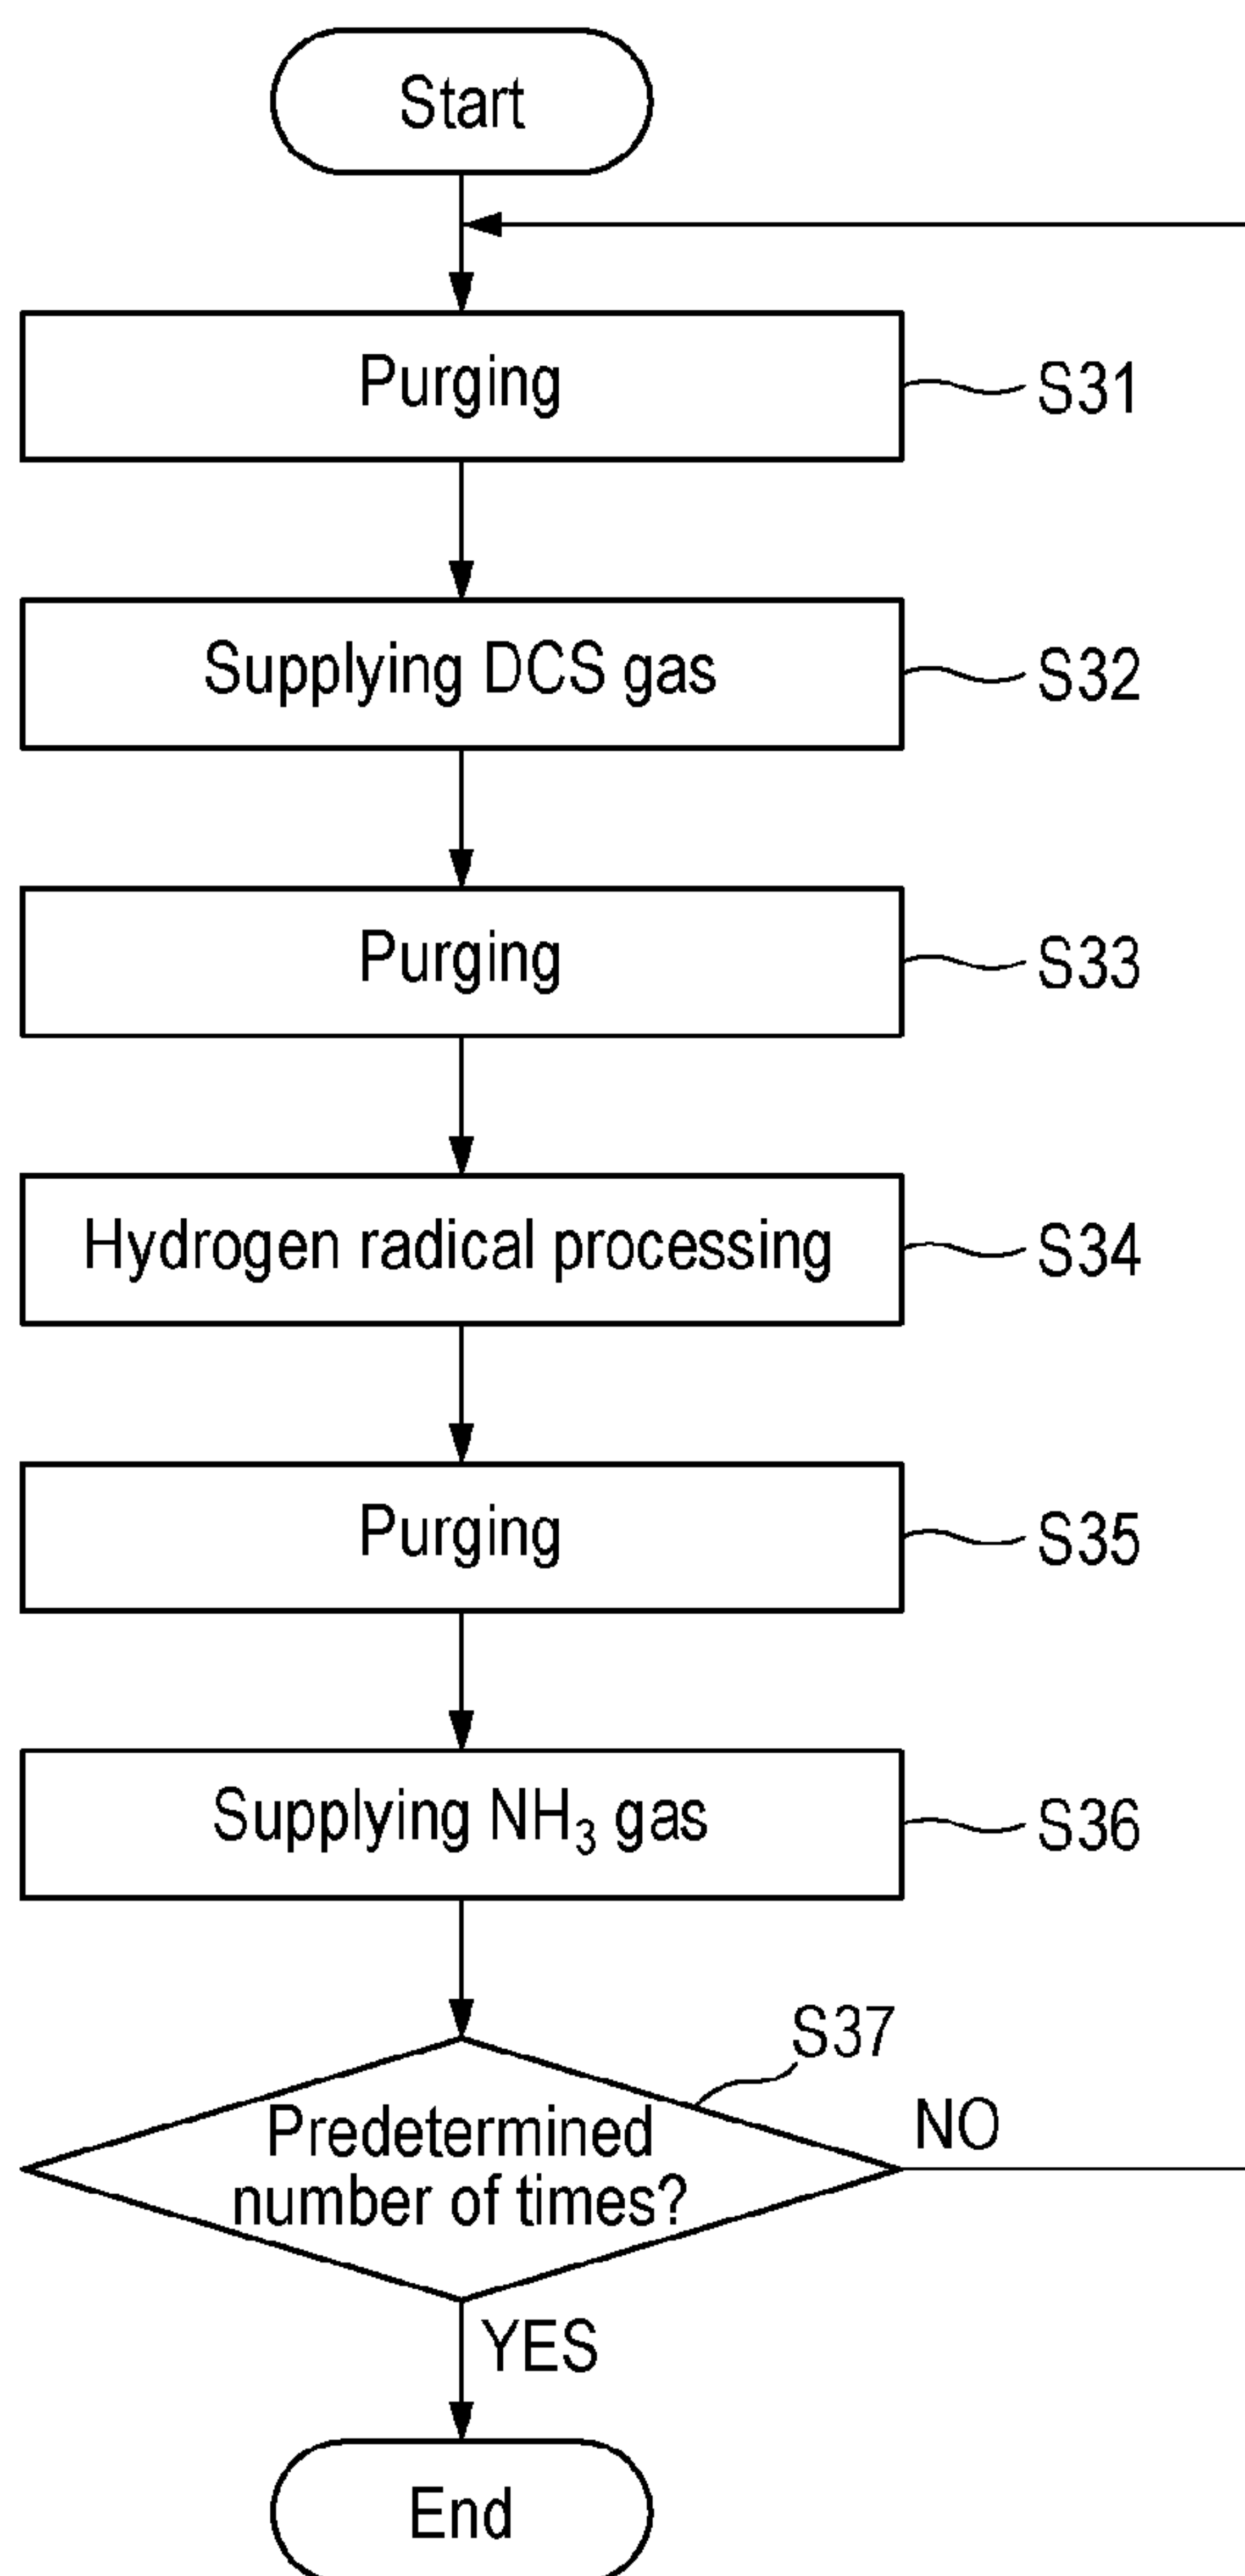 Start
Purging
S31
Supplying DCS gas
S32
Purging
S33
Hydrogen radical processing
S34
Purging
S35
Supplying NH₃ gas
S36
S37
Predetermined
number of times?
NO
YES
End